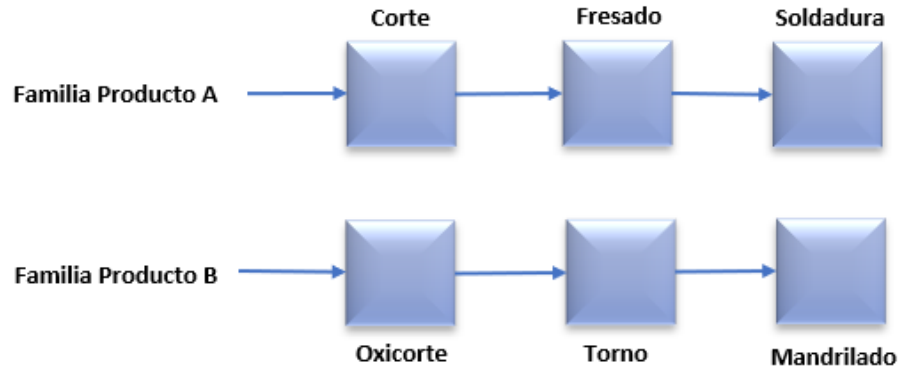 Corte
Fresado
Soldadura
Familia Producto A
Familia Producto B
Oxicorte
Torno
Mandrilado